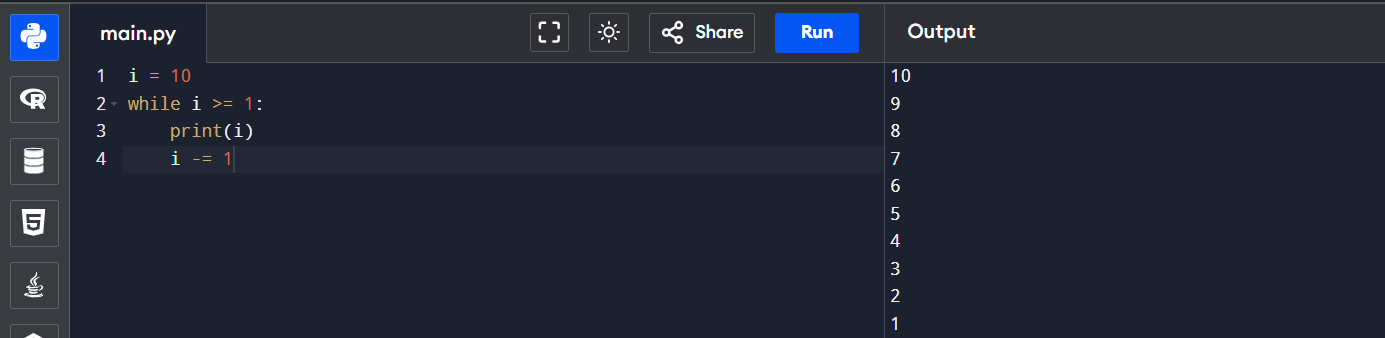 main.py
Share
Run
Output
1 i = 10
2 while i >= 1:
3     print(i)
4     i -= 1
10
9
8
7
6
5
4
3
2
1